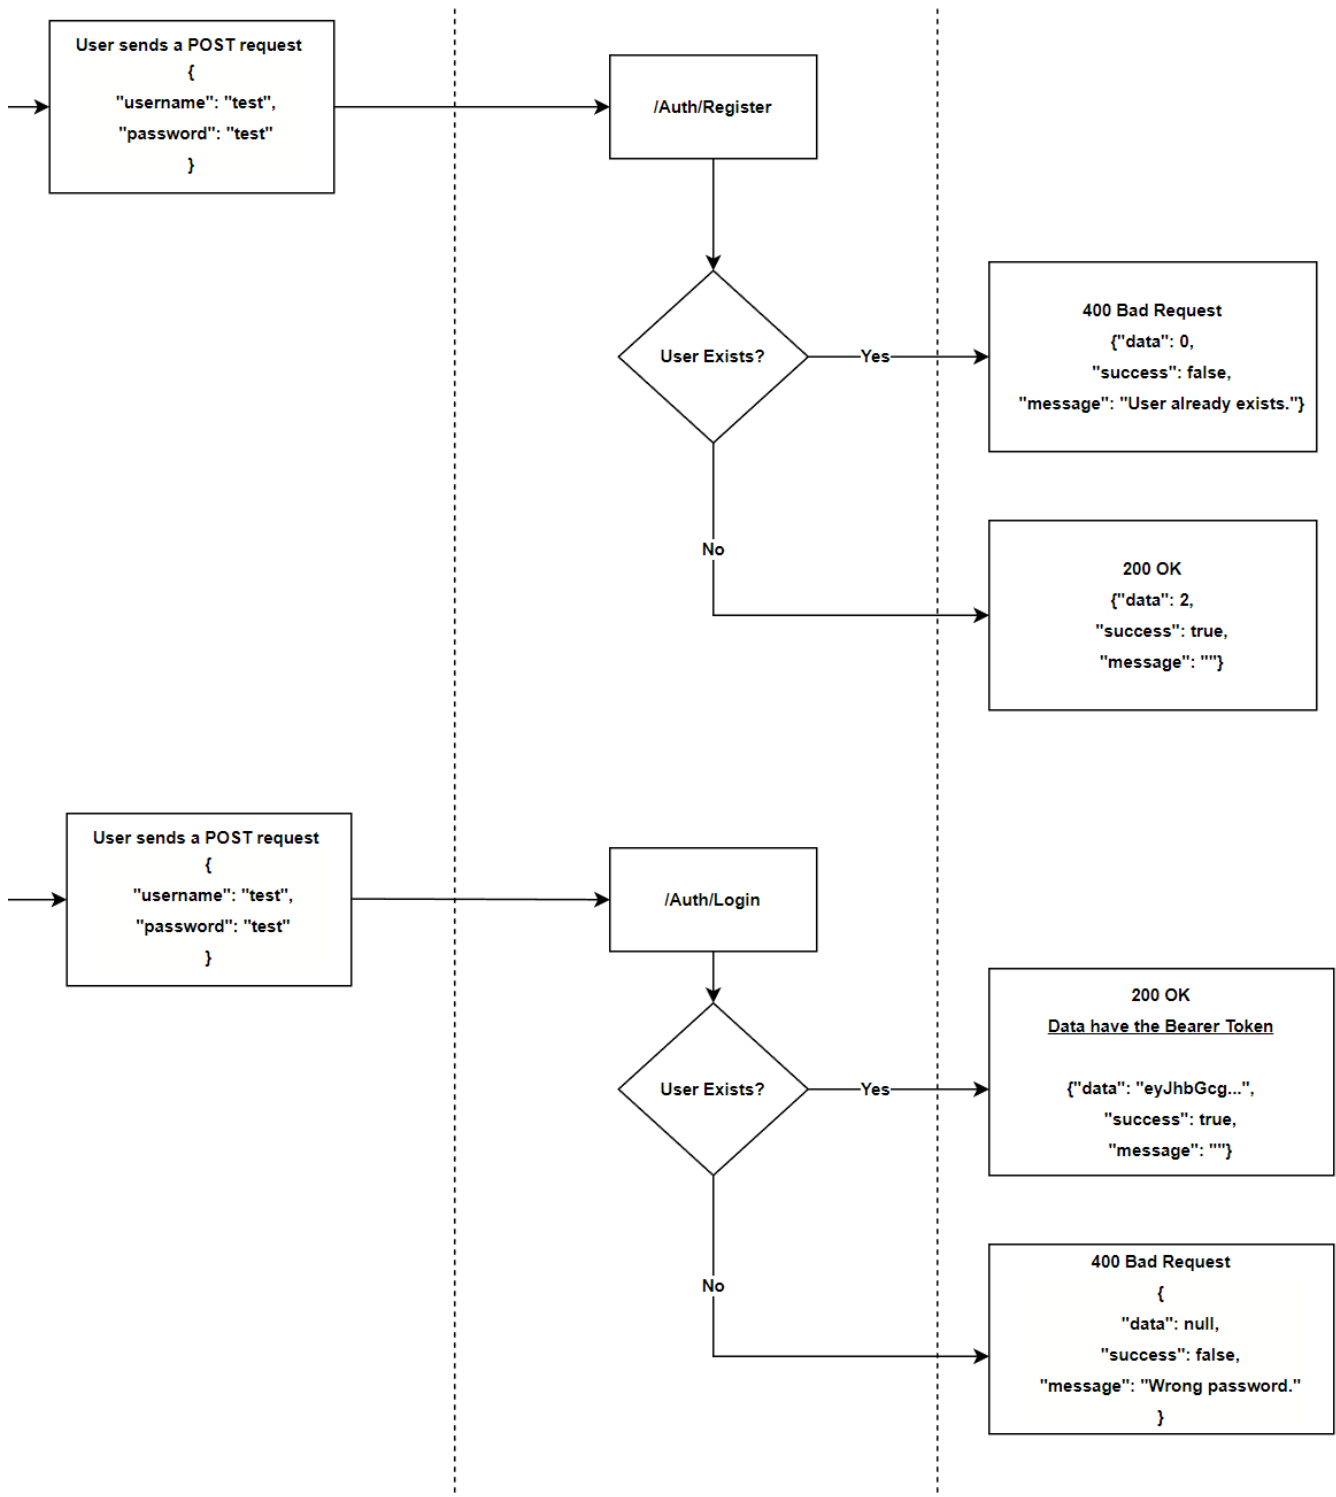 User sends a POST request
{
"username": "test",
"password": "test"
}
/Auth/Register
User Exists?
Yes
400 Bad Request
{"data": 0,
"success": false,
"message": "User already exists."}
No
200 OK
{"data": 2,
"success": true,
"message": ""}
User sends a POST request
{
"username": "test",
"password": "test"
}
/Auth/Login
User Exists?
Yes
200 OK
Data have the Bearer Token
{"data": "eyJhbGcg...",
"success": true,
"message": ""}
No
400 Bad Request
{
"data": null,
"success": false,
"message": "Wrong password."
}